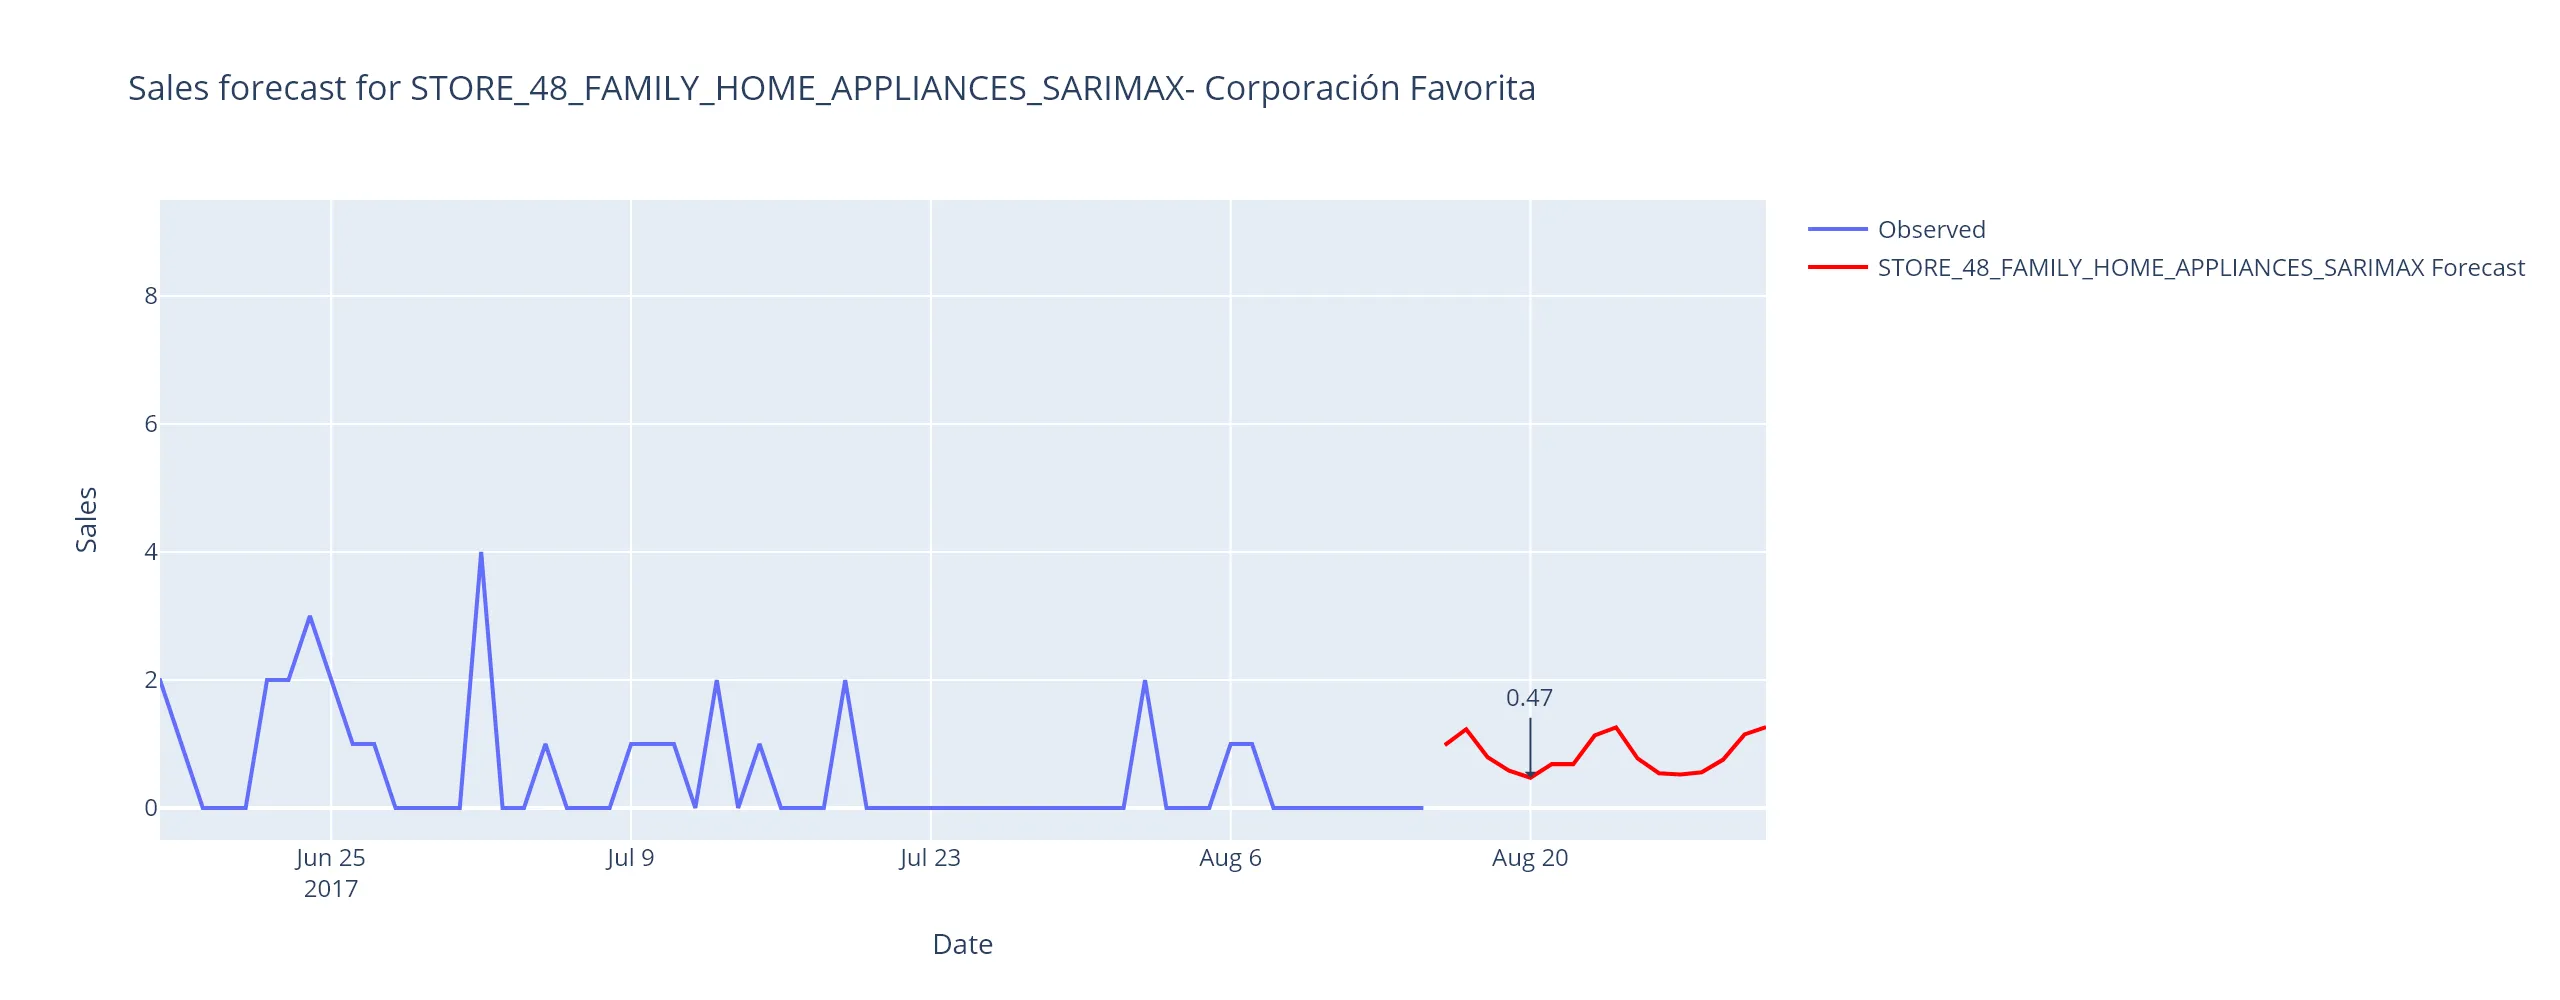 Sales forecast for STORE_48_FAMILY_HOME_APPLIANCES_SARIMAX- Corporación Favorita
Observed
STORE_48_FAMILY_HOME_APPLIANCES_SARIMAX Forecast
8
6
4
2
0
Sales
0.47
Jun 25
2017
Jul 9
Jul 23
Aug 6
Aug 20
Date